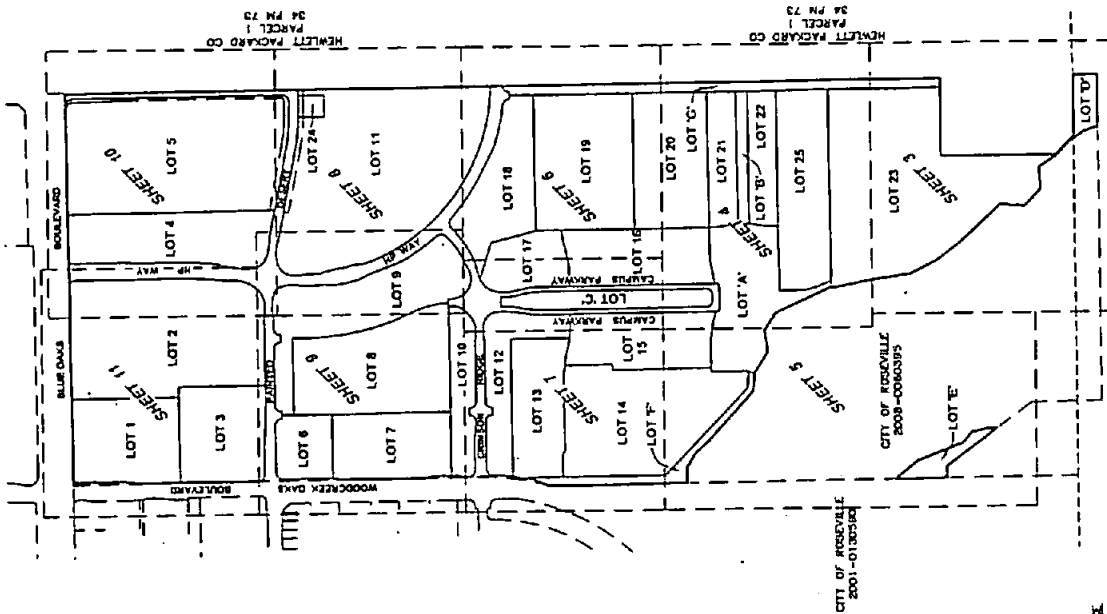 HEWLETT PACKARD CO
PARCEL 1
34 PM 73
HEWLETT PACKARD CO
PARCEL 1
34 PM 73
BOULEVARD
BLUE OAKS
LOT 5
SHEET 10
LOT 4
HP WAY
LOT 2
SHEET 11
LOT 1
LOT 3
BOULEVARD
WOODCREEK OAKS
PAINTED
DESERT
LOT 24
LOT 11
SHEET 8
HP WAY
LOT 9
LOT 8
SHEET 9
LOT 6
LOT 7
LOT 10
RIDGE
CRIMSON
LOT 12
LOT 18
LOT 19
SHEET 6
LOT 17
LOT 16
CAMPUS PARKWAY
LOT 'C'
CAMPUS PARKWAY
LOT 15
LOT 13
SHEET 7
LOT 14
LOT 'F'
LOT 20
LOT 'G'
LOT 21
LOT 'B'
LOT 22
SHEET 4
LOT 25
LOT 'A'
LOT 23
SHEET 3
LOT 'D'
SHEET 5
CITY OF ROSEVILLE
2008-0080395
LOT 'E'
CITY OF ROSEVILLE